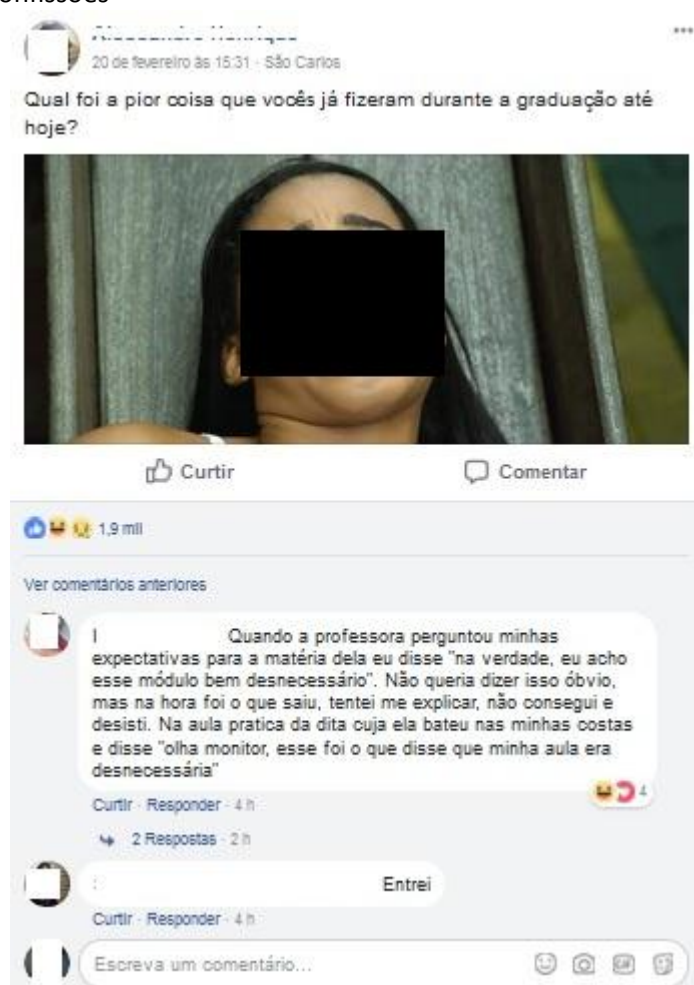 onfissões
20 de fevereiro às 15:31 · São Carlos
Qual foi a pior coisa que vocês já fizeram durante a graduação até
hoje?
Curtir Comentar
1,9 mil
Ver comentários anteriores
Quando a professora perguntou minhas
expectativas para a matéria dela eu disse "na verdade, eu acho
esse módulo bem desnecessário". Não queria dizer isso óbvio,
mas na hora foi o que saiu, tentei me explicar, não consegui e
desisti. Na aula pratica da dita cuja ela bateu nas minhas costas
e disse "olha monitor, esse foi o que disse que minha aula era
desnecessária"
4
Curtir · Responder · 4 h
2 Respostas · 2 h
Entrei
Curtir · Responder · 4 h
Escreva um comentário...
GIF